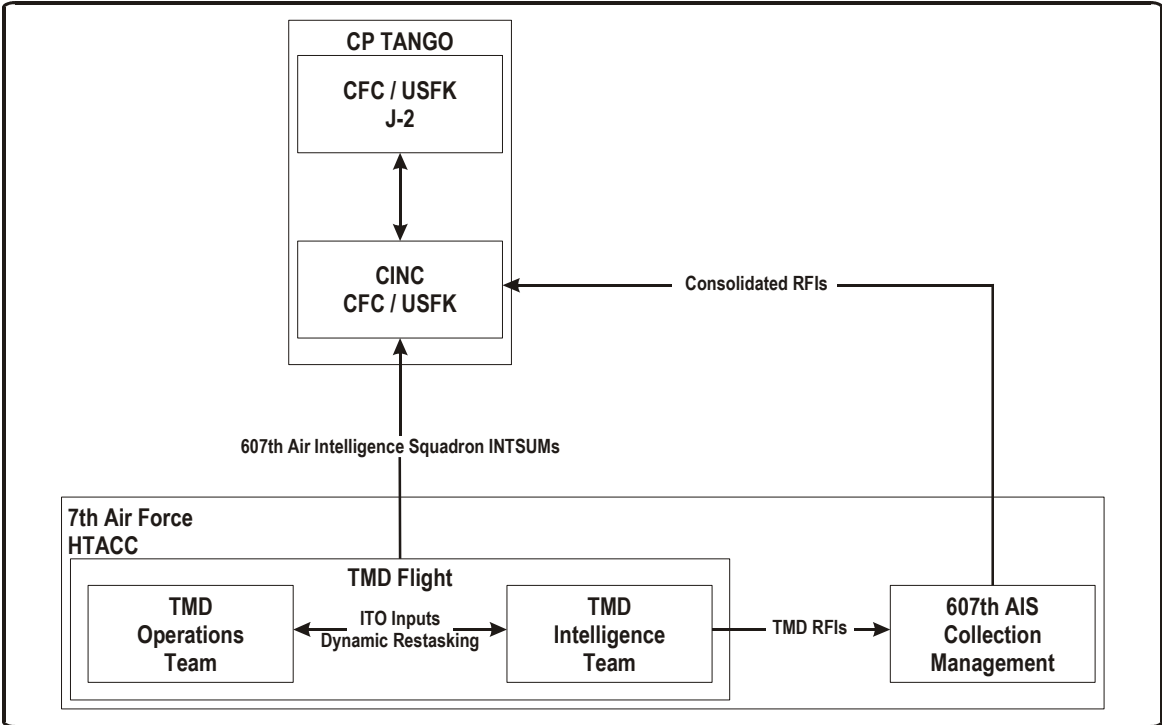 CP TANGO
CFC / USFK
J-2
CINC
CFC / USFK
Consolidated RFIs
607th Air Intelligence Squadron INTSUMs
7th Air Force
HTACC
TMD Flight
TMD
Operations
Team
ITO Inputs
Dynamic Restasking
TMD
Intelligence
Team
TMD RFIs
607th AIS
Collection
Management